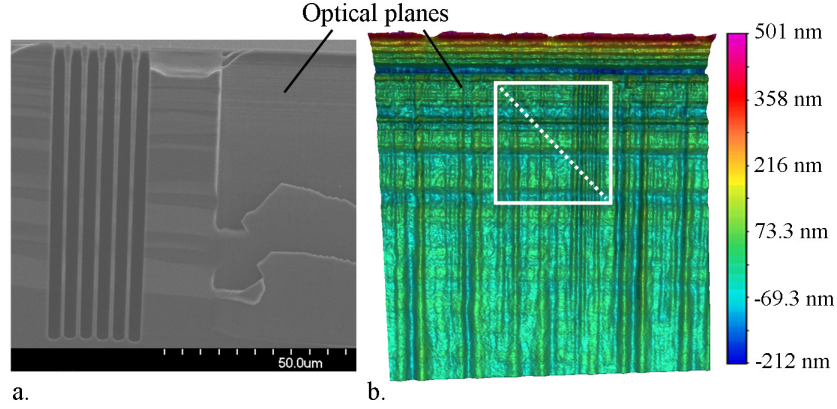 Optical planes
501 nm
358 nm
216 nm
73.3 nm
-69.3 nm
-212 nm
50.0um
a.
b.